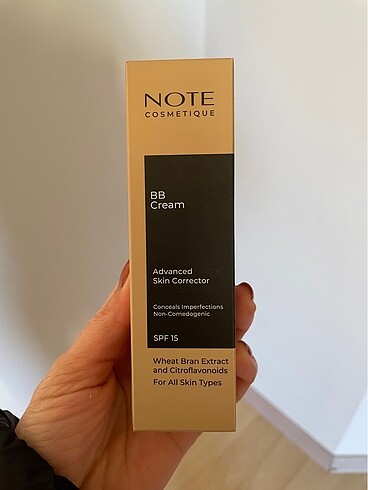 NOTE
COSMETIQUE
BB
Cream
Advanced
Skin Corrector
Conceals Imperfections
Non-Comedogenic
SPF 15
Wheat Bran Extract
and Citroflavonoids
For All Skin Types